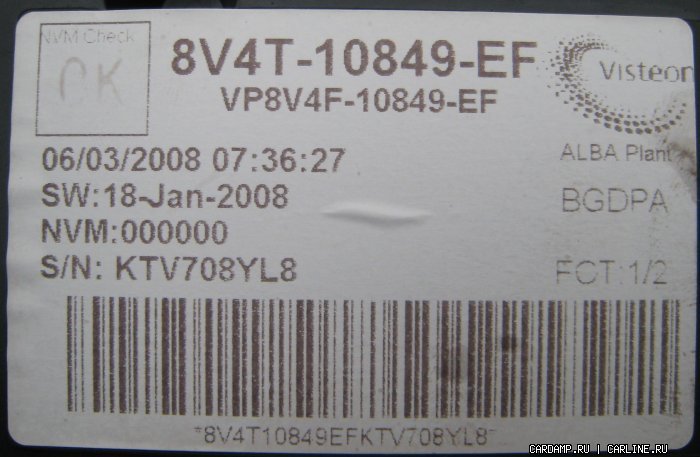 NVM Check
OK
8V4T-10849-EF
VP8V4F-10849-EF
Visteon
ALBA Plant
06/03/2008 07:36:27
SW:18-Jan-2008
BGDPA
NVM:000000
S/N: KTV708YL8
FCT:1/2
*8V4T10849EFKTV708YL8*
CARDAMP.RU | CARLINE.RU